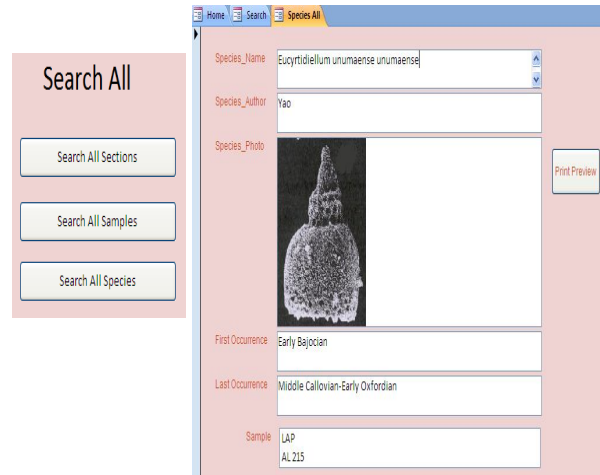 Search All
Search All Sections
Search All Samples
Search All Species
Home Search Species All
Species_Name Eucyrtidiellum unumaense unumaense
Species_Author Yao
Species_Photo
Print Preview
First Occurrence Early Bajocian
Last Occurrence Middle Callovian-Early Oxfordian
Sample LAP
AL 215